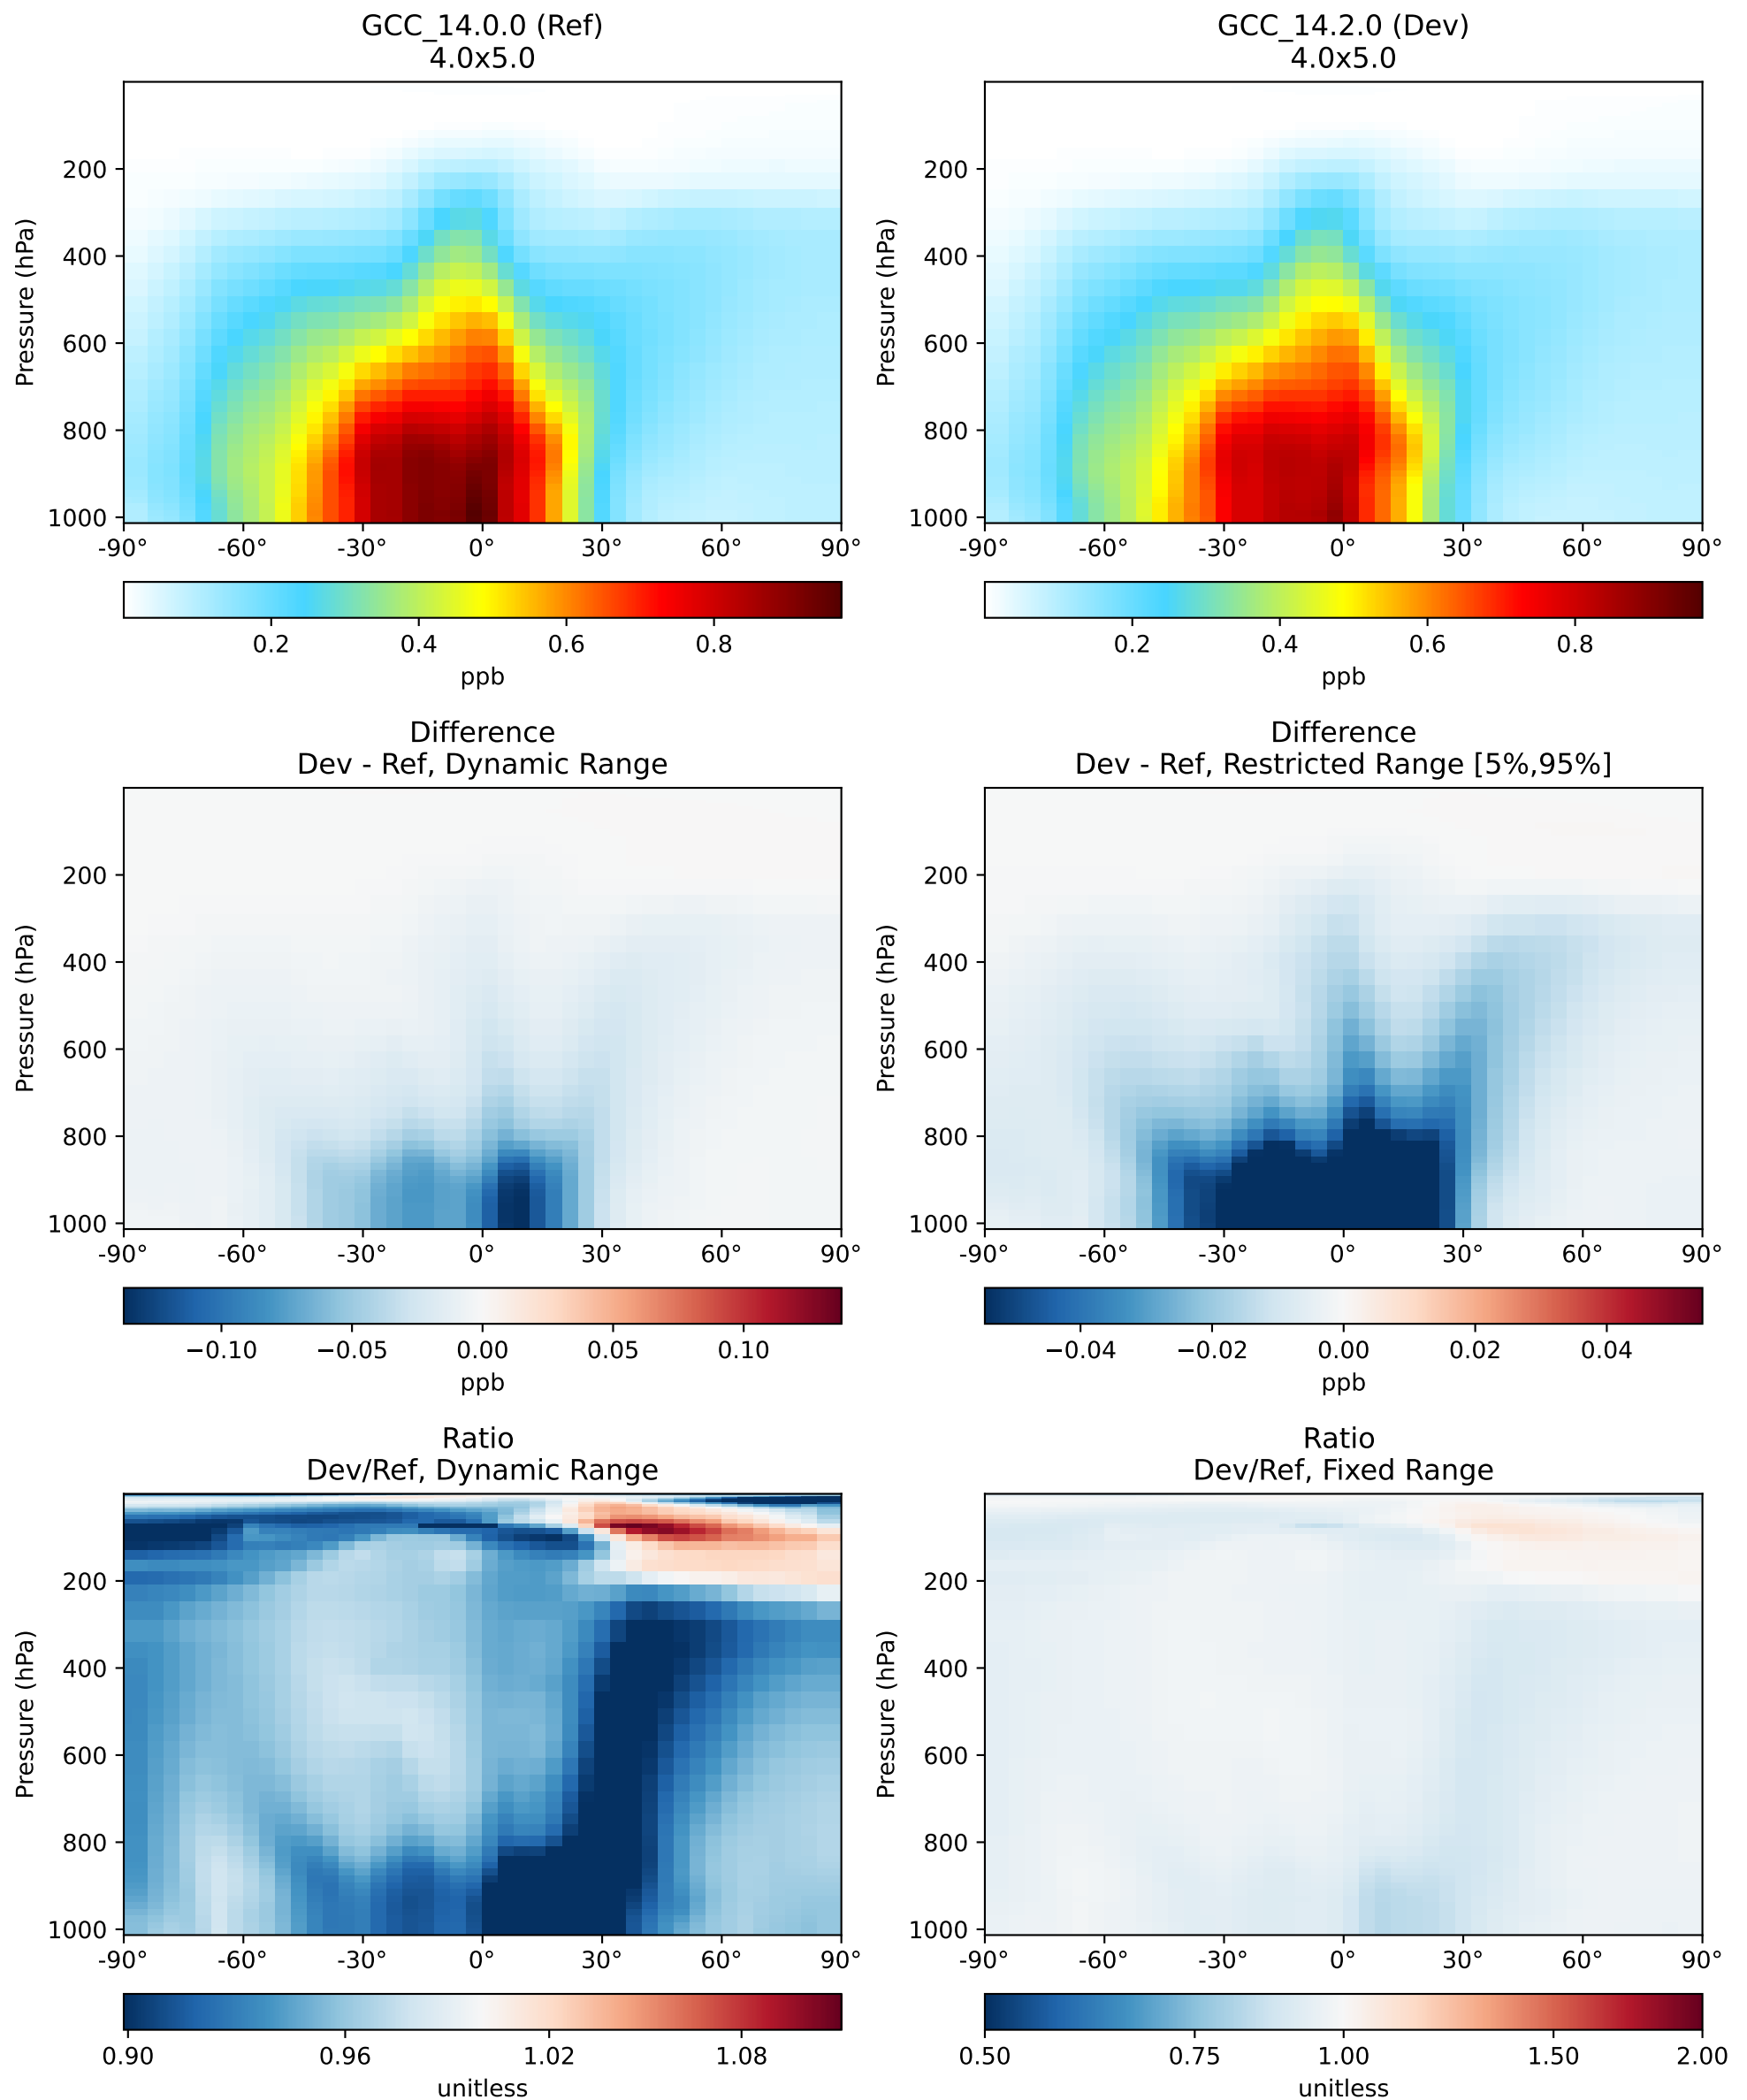 GCC_14.0.0 (Ref)
4.0x5.0
Pressure (hPa)
200
400
600
800
1000
-90° -60° -30° 0° 30° 60° 90°
0.2 0.4 0.6 0.8
ppb
GCC_14.2.0 (Dev)
4.0x5.0
Pressure (hPa)
200
400
600
800
1000
-90° -60° -30° 0° 30° 60° 90°
0.2 0.4 0.6 0.8
ppb
Difference
Dev - Ref, Dynamic Range
Pressure (hPa)
200
400
600
800
1000
-90° -60° -30° 0° 30° 60° 90°
−0.10 −0.05 0.00 0.05 0.10
ppb
Difference
Dev - Ref, Restricted Range [5%,95%]
Pressure (hPa)
200
400
600
800
1000
-90° -60° -30° 0° 30° 60° 90°
−0.04 −0.02 0.00 0.02 0.04
ppb
Ratio
Dev/Ref, Dynamic Range
Pressure (hPa)
200
400
600
800
1000
-90° -60° -30° 0° 30° 60° 90°
0.90 0.96 1.02 1.08
unitless
Ratio
Dev/Ref, Fixed Range
Pressure (hPa)
200
400
600
800
1000
-90° -60° -30° 0° 30° 60° 90°
0.50 0.75 1.00 1.50 2.00
unitless